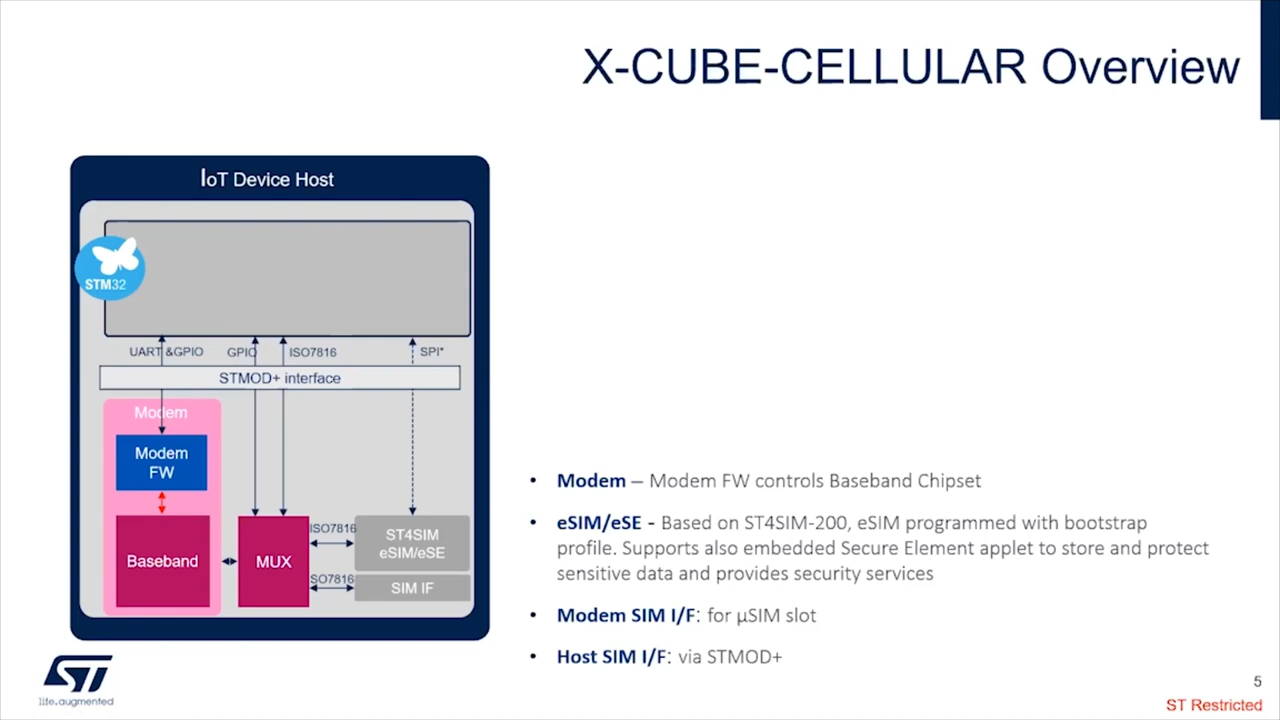 X-CUBE-CELLULAR Overview
IoT Device Host
STM32
UART &GPIO
GPIO
ISO7816
SPI*
STMOD+ interface
Modem
Modem
FW
Baseband
MUX
ISO7816
ISO7816
ST4SIM
eSIM/eSE
SIM IF
• Modem – Modem FW controls Baseband Chipset
• eSIM/eSE - Based on ST4SIM-200, eSIM programmed with bootstrap
profile. Supports also embedded Secure Element applet to store and protect
sensitive data and provides security services
• Modem SIM I/F: for µSIM slot
• Host SIM I/F: via STMOD+
ST
life.augmented
5
ST Restricted